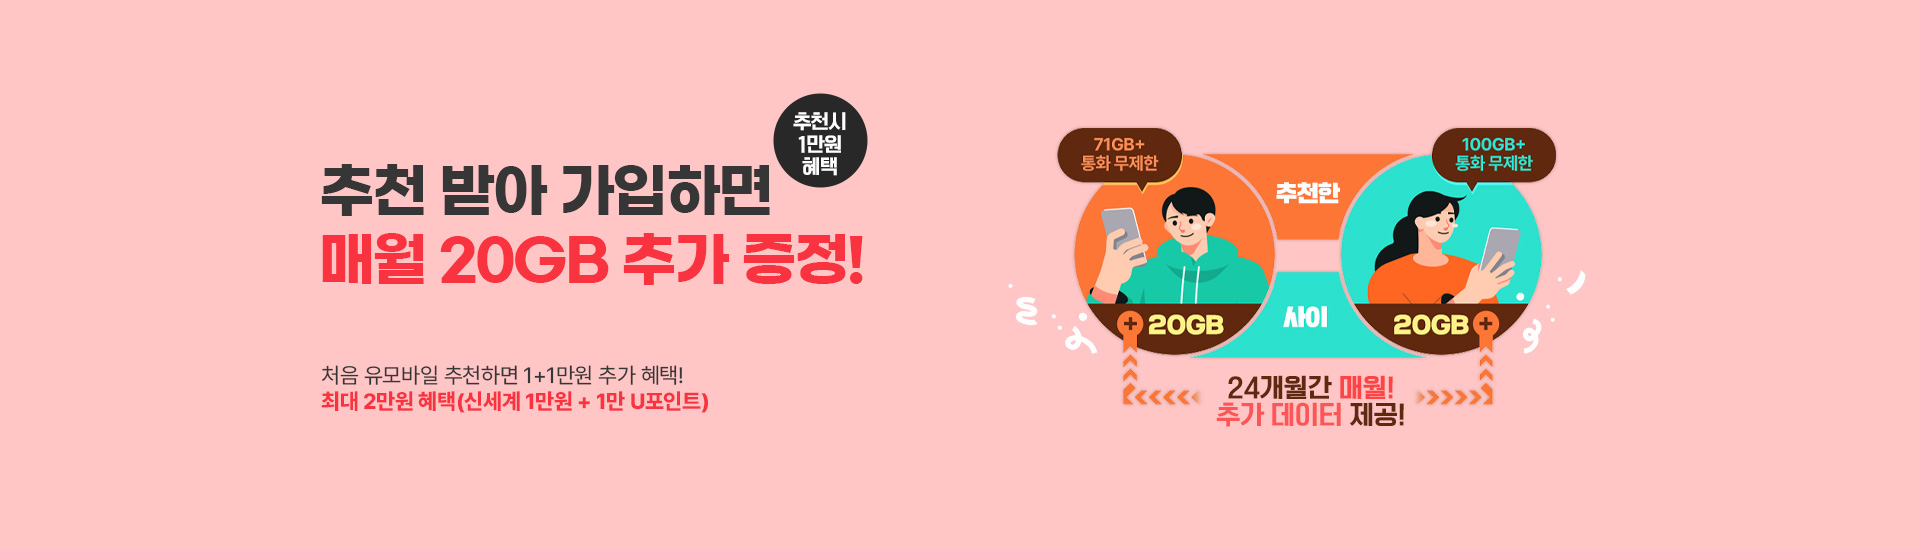 추천시
1만원
혜택
추천 받아 가입하면
매월 20GB 추가 증정!
처음 유모바일 추천하면 1+1만원 추가 혜택!
최대 2만원 혜택(신세계 1만원 + 1만 U포인트)
71GB+
통화 무제한
100GB+
통화 무제한
추천한
사이
+ 20GB
20GB +
24개월간 매월!
추가 데이터 제공!